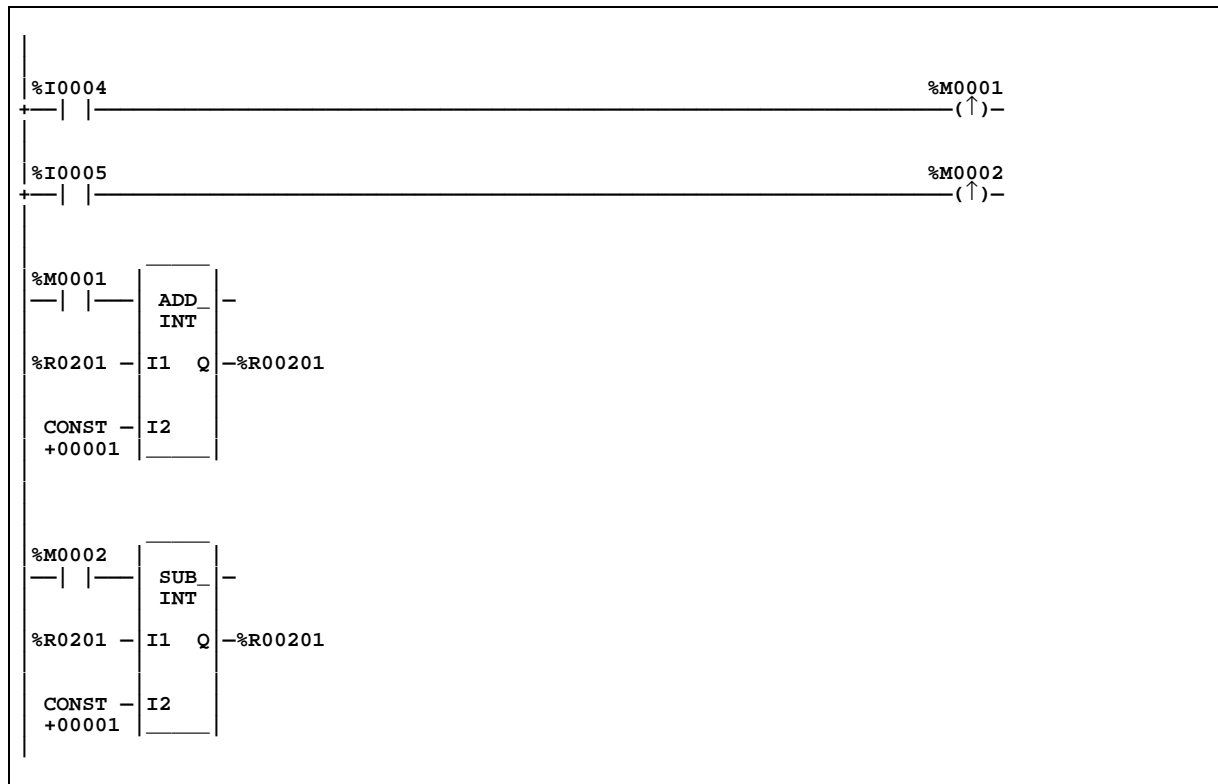 %I0004 %M0001
(↑)
%I0005 %M0002
(↑)
%M0001
ADD_
INT
%R0201 I1 Q %R00201
CONST I2
+00001
%M0002
SUB_
INT
%R0201 I1 Q %R00201
CONST I2
+00001